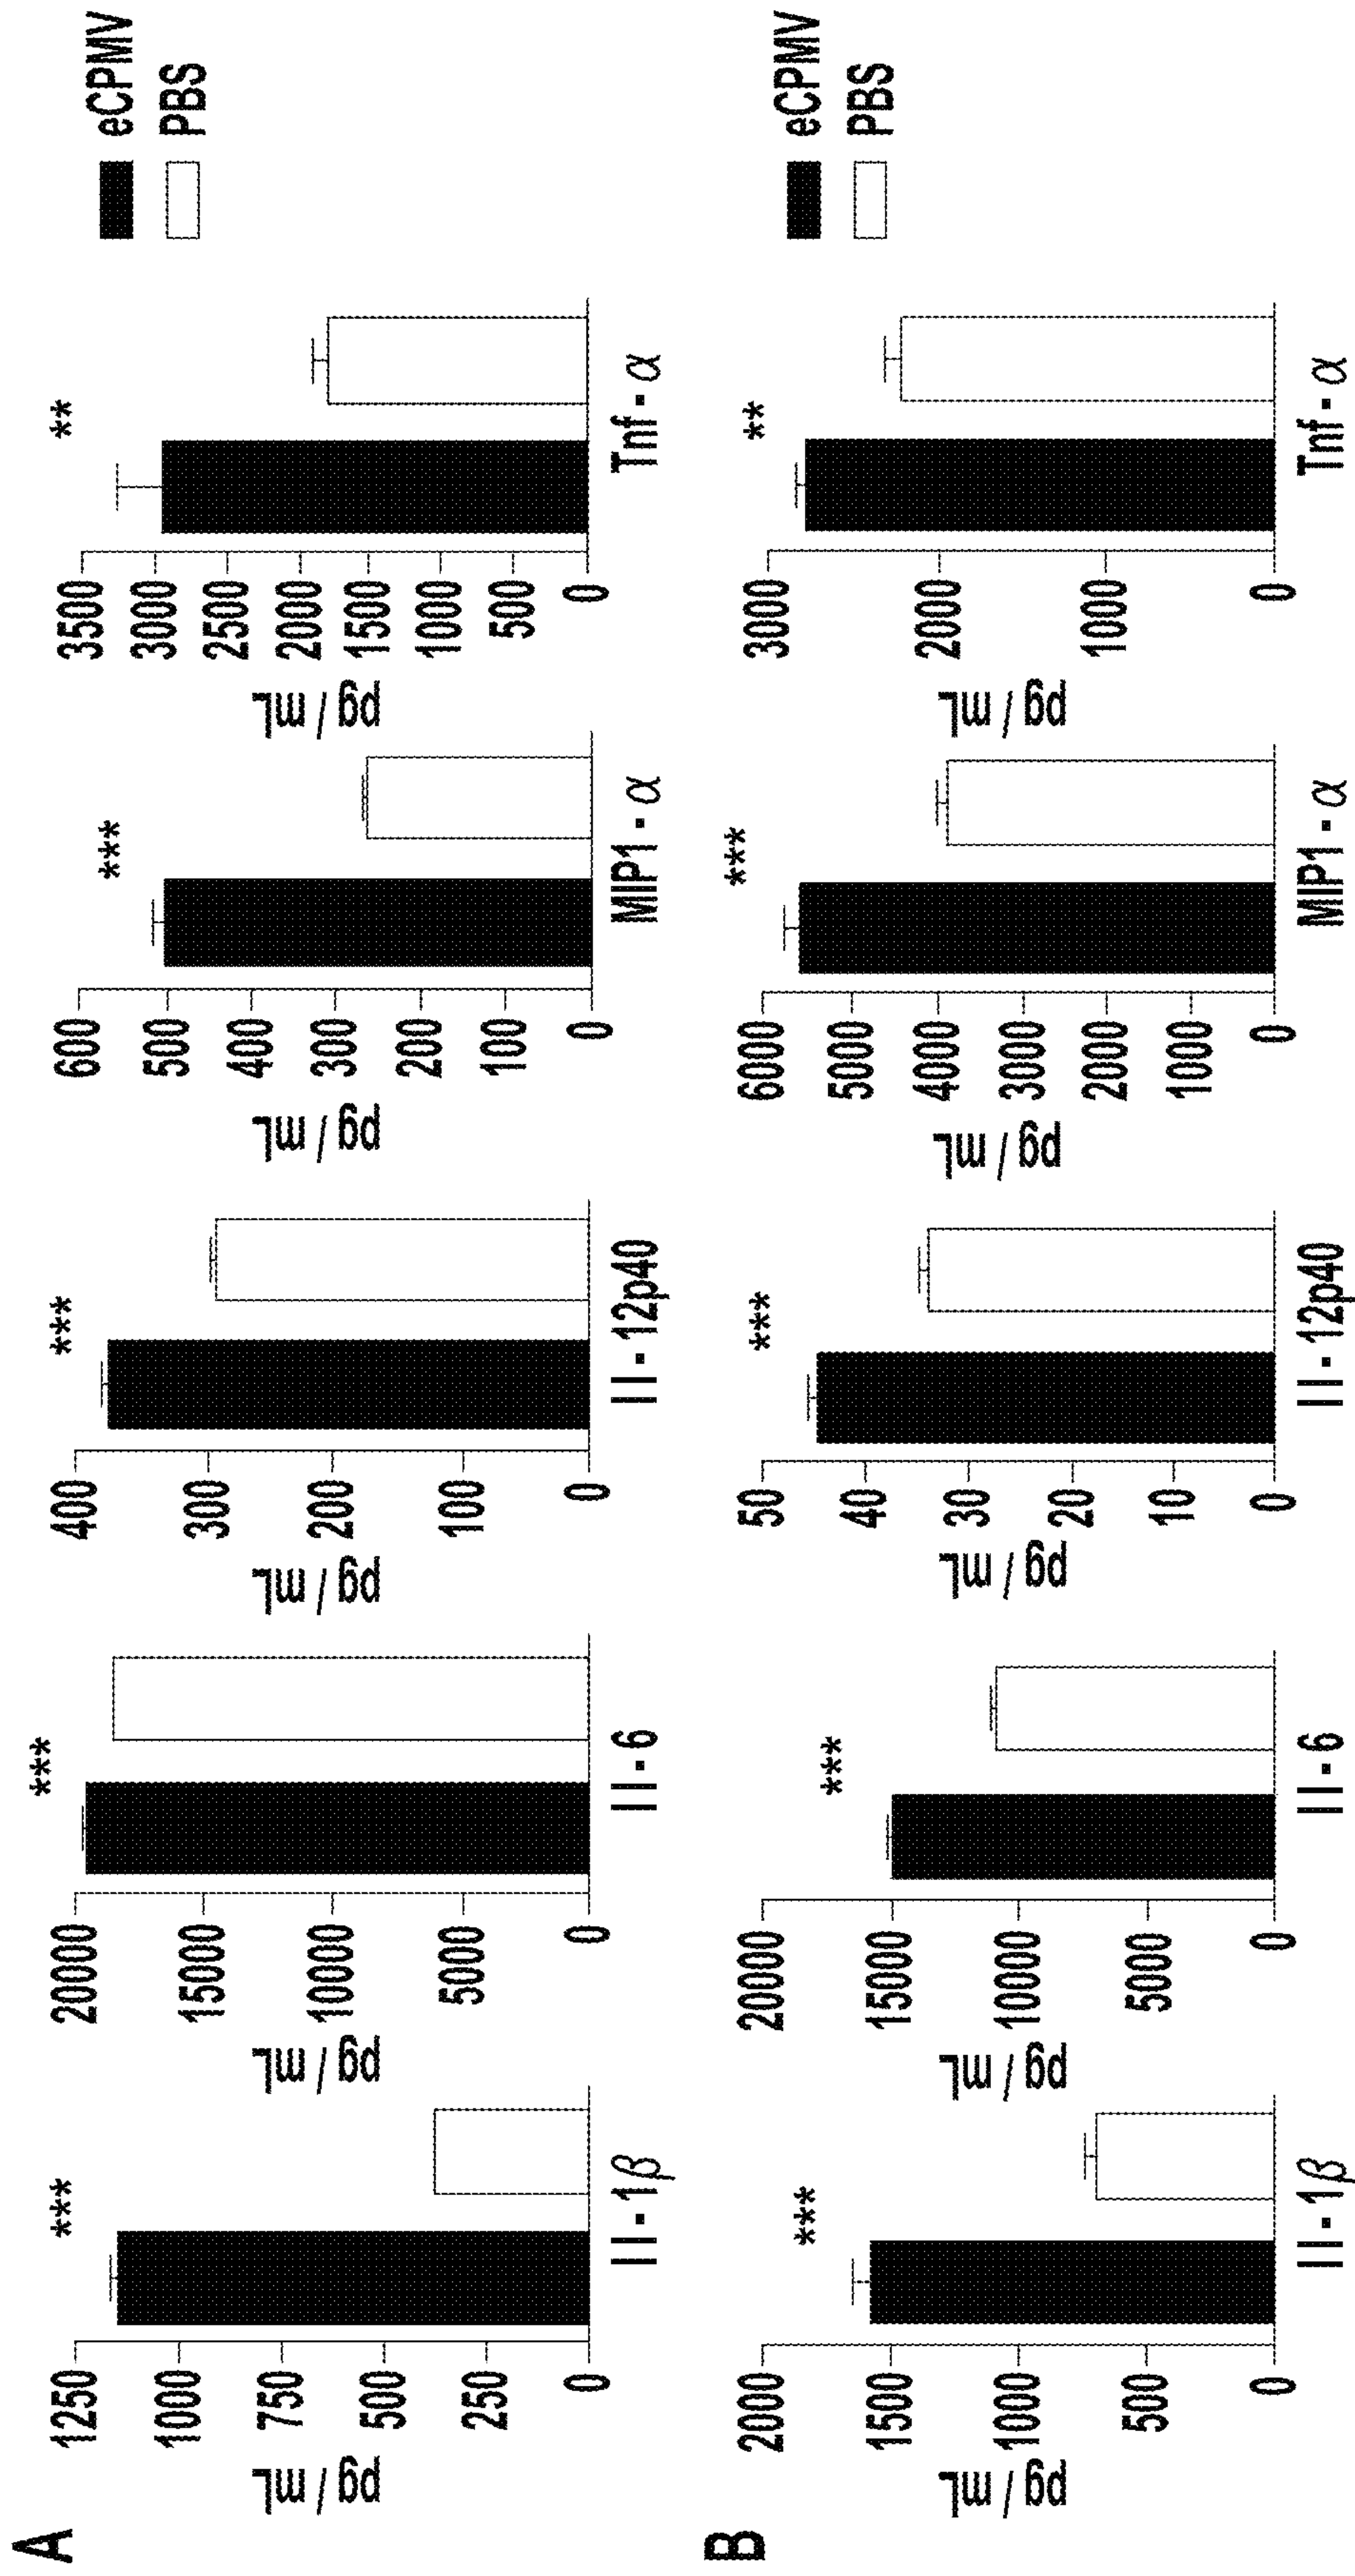 A
pg / mL
1250
1000
750
500
250
0
***
Il - 1β
pg / mL
20000
15000
10000
5000
0
***
Il - 6
pg / mL
400
300
200
100
0
***
Il - 12p40
pg / mL
600
500
400
300
200
100
0
***
MIP1 - α
pg / mL
3500
3000
2500
2000
1500
1000
500
0
**
Tnf - α
eCPMV
PBS
B
pg / mL
2000
1500
1000
500
0
***
Il - 1β
pg / mL
20000
15000
10000
5000
0
***
Il - 6
pg / mL
50
40
30
20
10
0
***
Il - 12p40
pg / mL
6000
5000
4000
3000
2000
1000
0
***
MIP1 - α
pg / mL
3000
2000
1000
0
**
Tnf - α
eCPMV
PBS